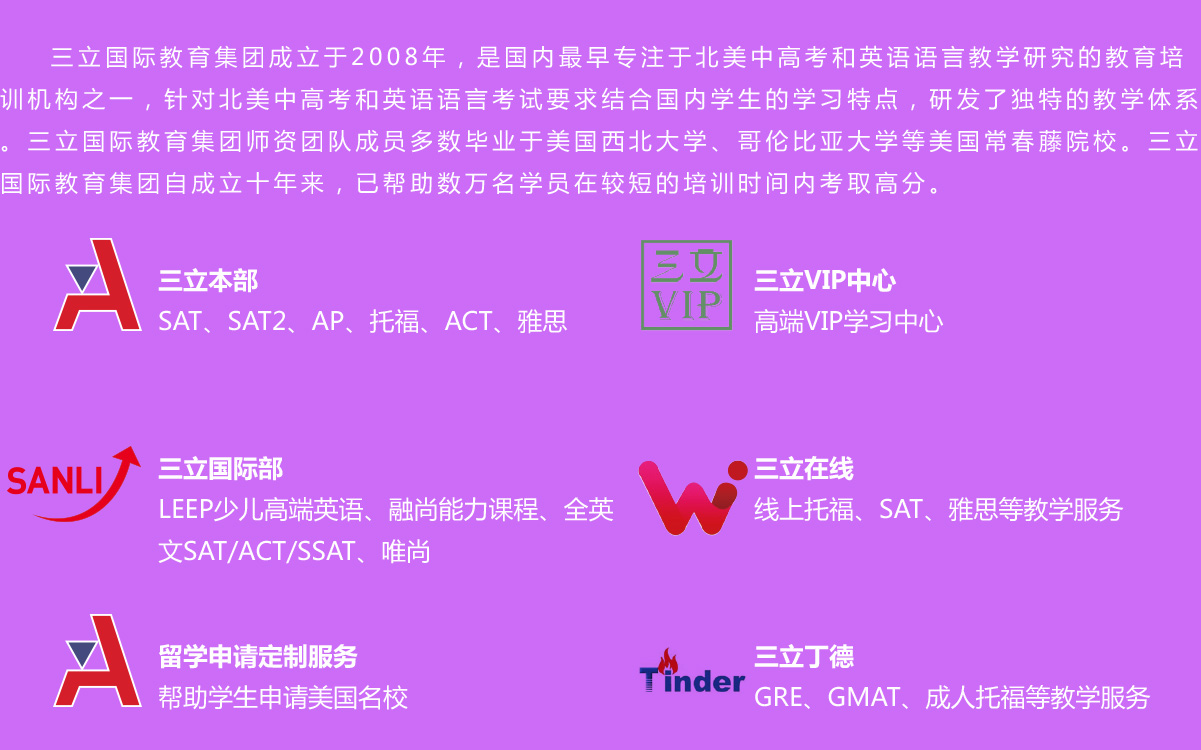 三立国际教育集团成立于2008年，是国内最早专注于北美中高考和英语语言教学研究的教育培
训机构之一，针对北美中高考和英语语言考试要求结合国内学生的学习特点，研发了独特的教学体系
。三立国际教育集团师资团队成员多数毕业于美国西北大学、哥伦比亚大学等美国常春藤院校。三立
国际教育集团自成立十年来，已帮助数万名学员在较短的培训时间内考取高分。
三立本部
SAT、SAT2、AP、托福、ACT、雅思
三立
VIP
三立VIP中心
高端VIP学习中心
SANLI
三立国际部
LEEP少儿高端英语、融尚能力课程、全英
文SAT/ACT/SSAT、唯尚
三立在线
线上托福、SAT、雅思等教学服务
留学申请定制服务
帮助学生申请美国名校
Tinder
三立丁德
GRE、GMAT、成人托福等教学服务